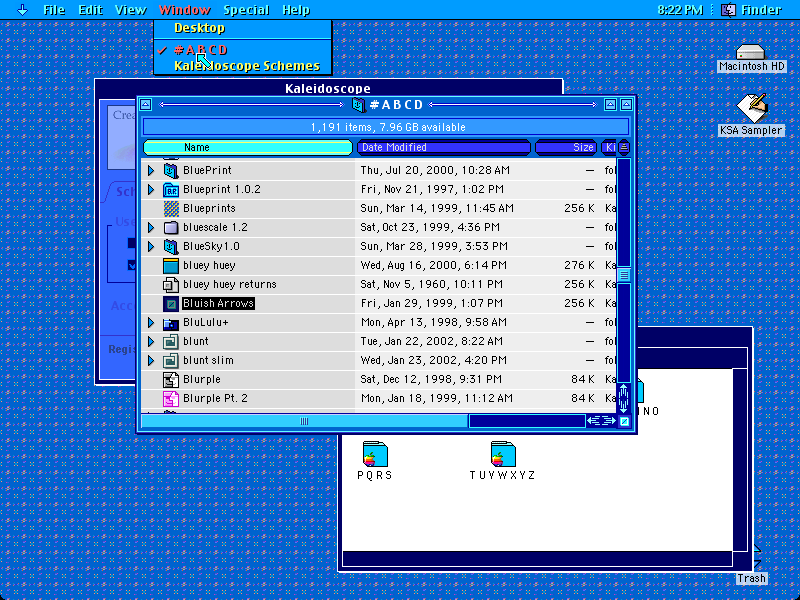 File Edit View Window Special Help 8:22 PM Finder
Desktop
✓ #ABCD
Kaleidoscope Schemes
Macintosh HD
KSA Sampler
Kaleidoscope
#ABCD
1,191 items, 7.96 GB available
Name Date Modified Size Ki
BluePrint Thu, Jul 20, 2000, 10:28 AM — fol
Blueprint 1.0.2 Fri, Nov 21, 1997, 1:02 PM — fol
Blueprints Sun, Mar 14, 1999, 11:45 AM 256 K Ka
bluescale 1.2 Sat, Oct 23, 1999, 4:36 PM — fol
BlueSky1.0 Sun, Mar 28, 1999, 3:53 PM — fol
bluey huey Wed, Aug 16, 2000, 6:14 PM 276 K Ka
bluey huey returns Sat, Nov 5, 1960, 10:11 PM 256 K Ka
Bluish Arrows Fri, Jan 29, 1999, 1:07 PM 256 K Ka
BluLulu+ Mon, Apr 13, 1998, 9:58 AM — fol
blunt Tue, Jan 22, 2002, 8:22 AM — fol
blunt slim Wed, Jan 23, 2002, 4:20 PM — fol
Blurple Sat, Dec 12, 1998, 9:31 PM 84 K Ka
Blurple Pt. 2 Mon, Jan 18, 1999, 11:12 AM 84 K Ka
Crea
Sch
Use
Acce
Regis
NO
PQRS
TUVWXYZ
Trash